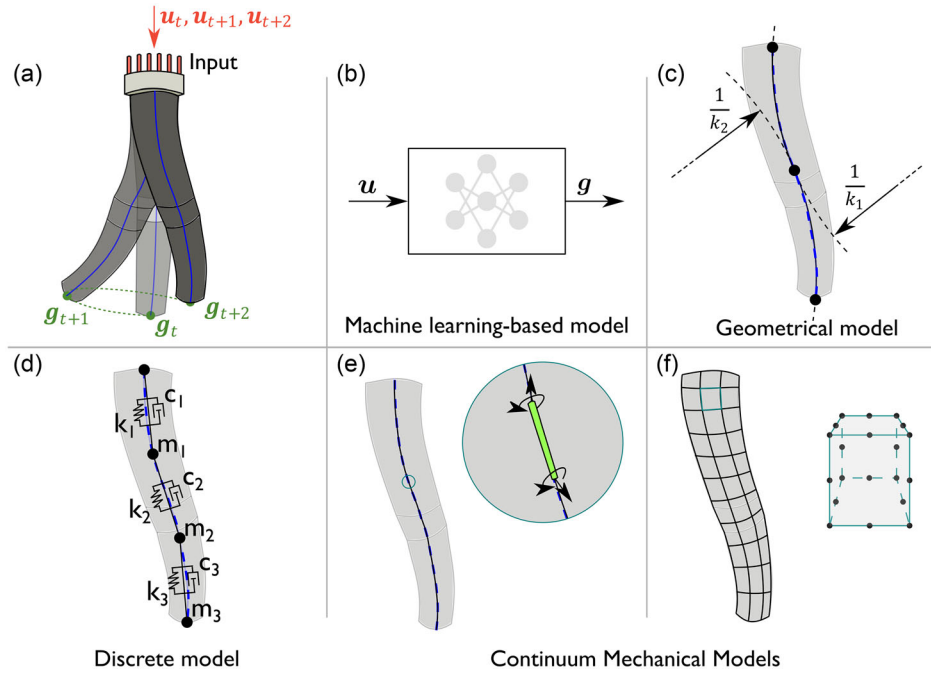 u_t, u_{t+1}, u_{t+2}
Input
(a)
g_{t+1}
g_t
g_{t+2}
(b)
u
g
Machine learning-based model
(c)
1/k_2
1/k_1
Geometrical model
(d)
c_1
k_1
m_1
c_2
k_2
m_2
c_3
k_3
m_3
Discrete model
(e)
(f)
Continuum Mechanical Models